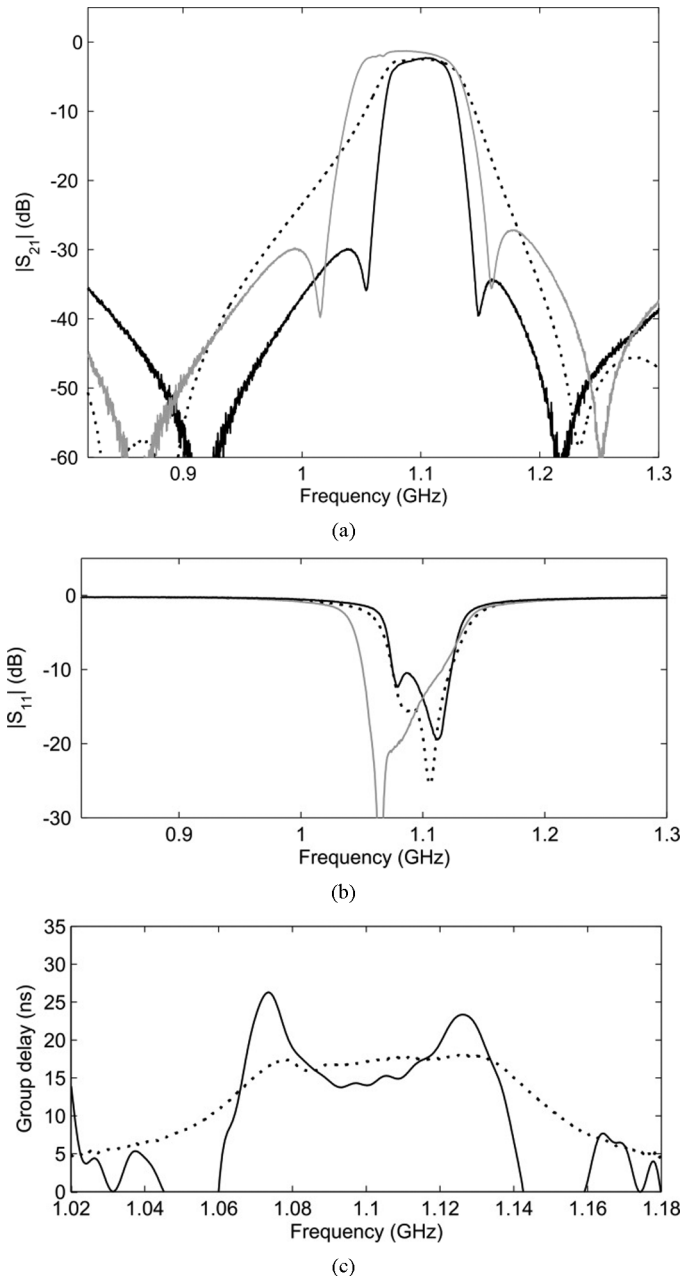 0
-10
-20
-30
-40
-50
-60
|S21| (dB)
0.9 1 1.1 1.2 1.3
Frequency (GHz)
(a)
0
-10
-20
-30
|S11| (dB)
0.9 1 1.1 1.2 1.3
Frequency (GHz)
(b)
35
30
25
20
15
10
5
0
Group delay (ns)
1.02 1.04 1.06 1.08 1.10 1.12 1.14 1.16 1.18
Frequency (GHz)
(c)